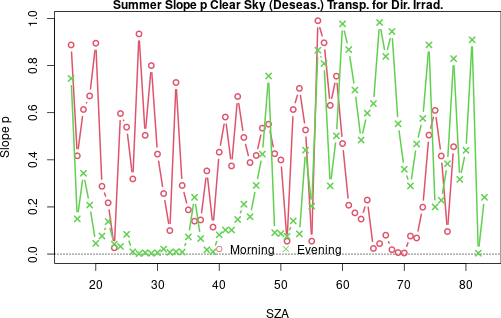 Summer Slope p Clear Sky (Deseas.) Transp. for Dir. Irrad.
Slope p
1.0
0.8
0.6
0.4
0.2
0.0
Morning Evening
20 30 40 50 60 70 80
SZA